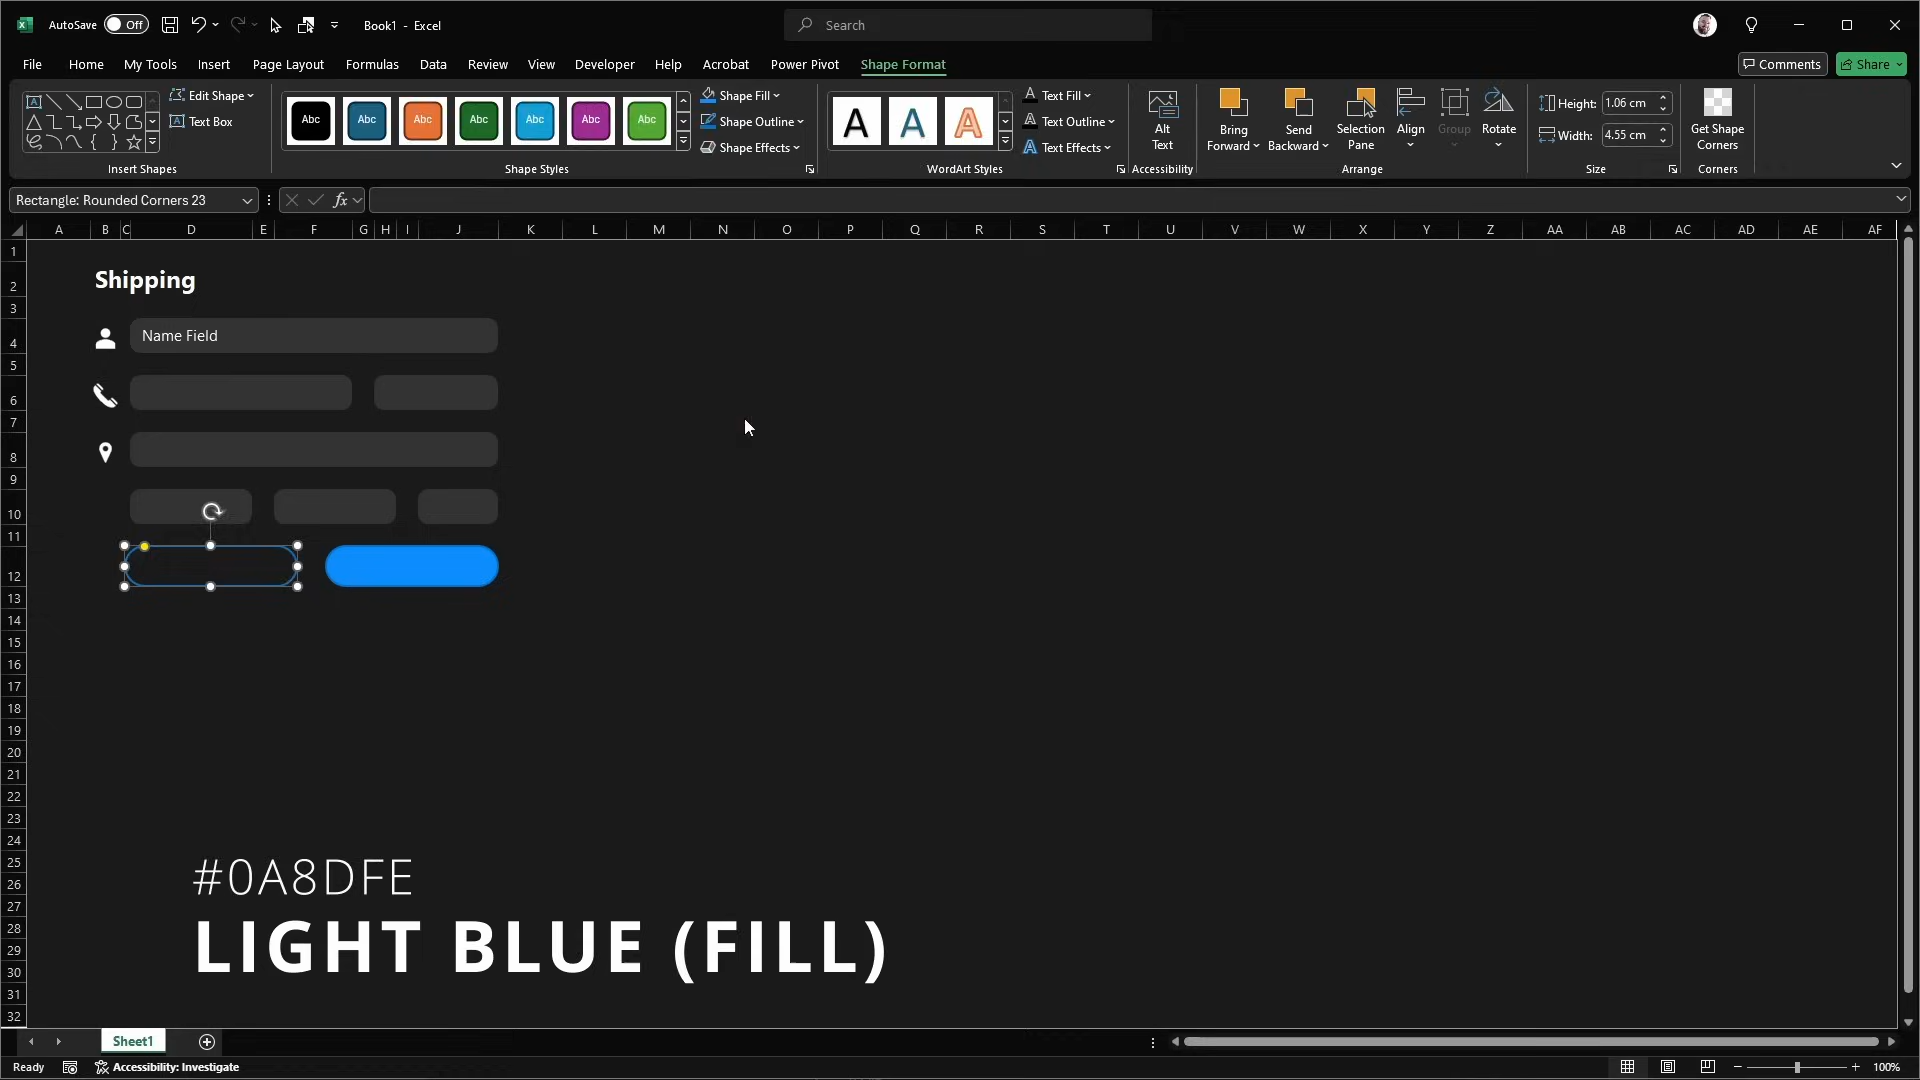 AutoSave Off Book1 - Excel Search
File Home My Tools Insert Page Layout Formulas Data Review View Developer Help Acrobat Power Pivot Shape Format Comments Share
Edit Shape
Text Box
Insert Shapes
Abc Abc Abc Abc Abc Abc Abc
Shape Fill
Shape Outline
Shape Effects
Shape Styles
A A A
Text Fill
Text Outline
Text Effects
WordArt Styles
Alt Text
Accessibility
Bring Forward
Send Backward
Selection Pane
Align
Group
Rotate
Arrange
Height: 1.06 cm
Width: 4.55 cm
Size
Get Shape Corners
Corners
Rectangle: Rounded Corners 23 fx
A B C D E F G H I J K L M N O P Q R S T U V W X Y Z AA AB AC AD AE AF
1
2
3
4
5
6
7
8
9
10
11
12
13
14
15
16
17
18
19
20
21
22
23
24
25
26
27
28
29
30
31
32
Shipping
Name Field
#0A8DFE
LIGHT BLUE (FILL)
Sheet1
Ready Accessibility: Investigate 100%